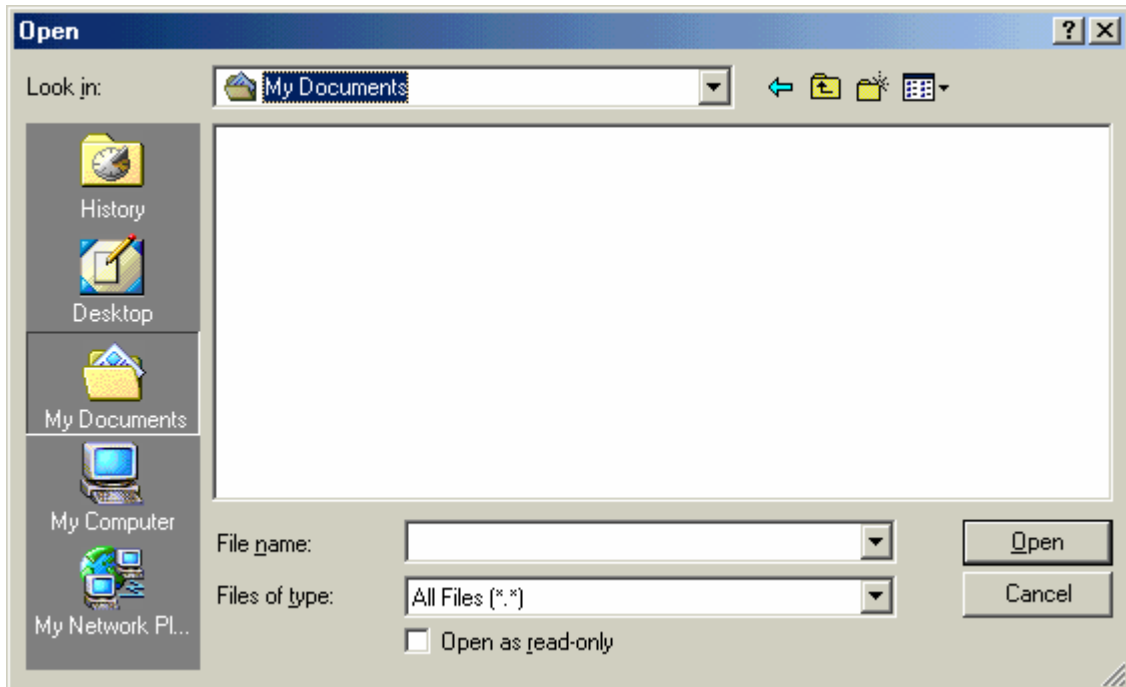 Open
Look in:
My Documents
History
Desktop
My Documents
My Computer
My Network Pl...
File name:
Open
Files of type:
All Files (*.*)
Cancel
Open as read-only